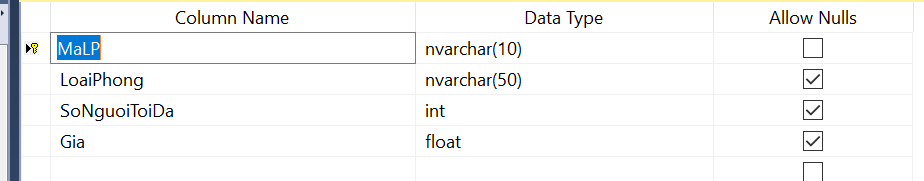 Column Name Data Type Allow Nulls
MaLP nvarchar(10)
LoaiPhong nvarchar(50)
SoNguoiToiDa int
Gia float